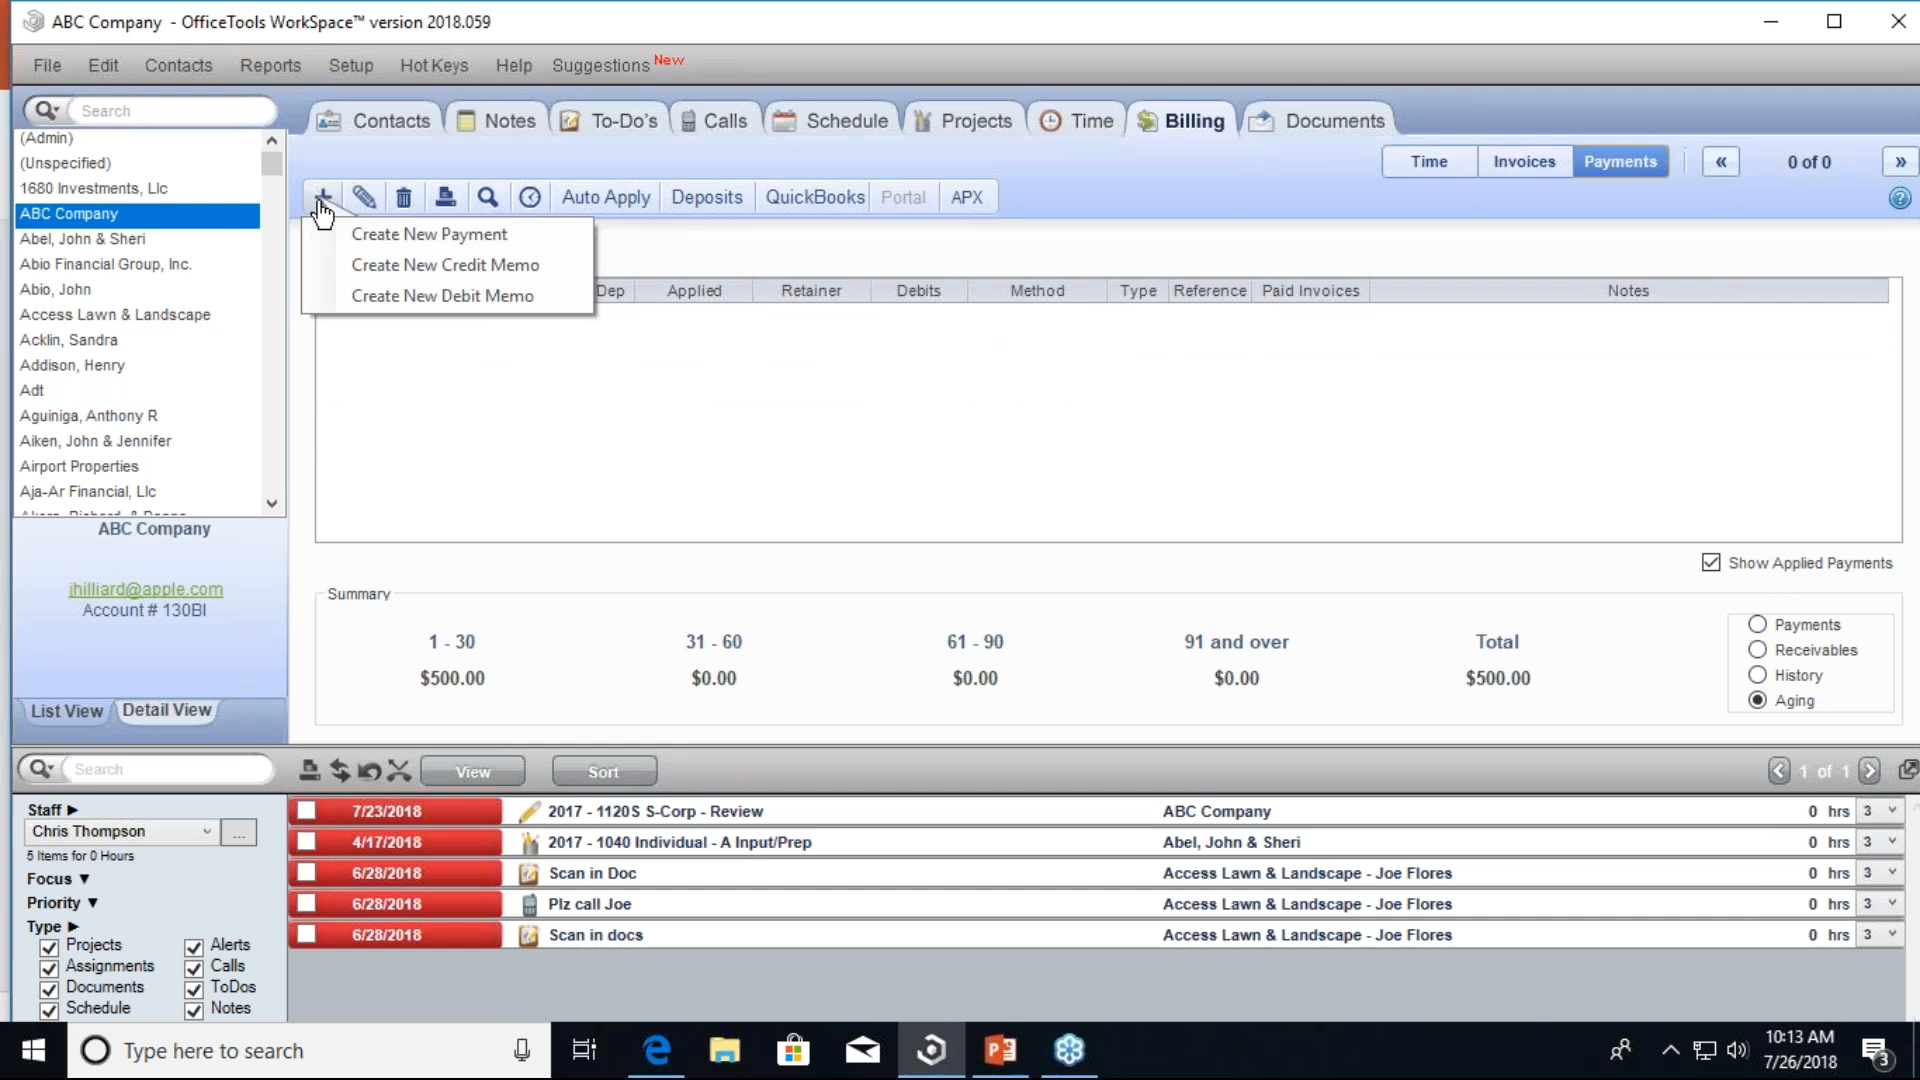 ABC Company - OfficeTools WorkSpace™ version 2018.059
File Edit Contacts Reports Setup Hot Keys Help Suggestions New
Search
Contacts Notes To-Do's Calls Schedule Projects Time Billing Documents
Time Invoices Payments « 0 of 0 »
Auto Apply Deposits QuickBooks Portal APX
(Admin)
(Unspecified)
1680 Investments, Llc
ABC Company
Abel, John & Sheri
Abio Financial Group, Inc.
Abio, John
Access Lawn & Landscape
Acklin, Sandra
Addison, Henry
Adt
Aguiniga, Anthony R
Aiken, John & Jennifer
Airport Properties
Aja-Ar Financial, Llc
Create New Payment
Create New Credit Memo
Create New Debit Memo
Dep Applied Retainer Debits Method Type Reference Paid Invoices Notes
ABC Company
jhilliard@apple.com
Account # 130BI
List View Detail View
Show Applied Payments
Summary
1 - 30 31 - 60 61 - 90 91 and over Total
$500.00 $0.00 $0.00 $0.00 $500.00
Payments
Receivables
History
Aging
Search
View Sort
1 of 1
Staff
Chris Thompson ...
5 Items for 0 Hours
Focus
Priority
Type
Projects Alerts
Assignments Calls
Documents ToDos
Schedule Notes
7/23/2018 2017 - 1120S S-Corp - Review ABC Company 0 hrs 3
4/17/2018 2017 - 1040 Individual - A Input/Prep Abel, John & Sheri 0 hrs 3
6/28/2018 Scan in Doc Access Lawn & Landscape - Joe Flores 0 hrs 3
6/28/2018 Plz call Joe Access Lawn & Landscape - Joe Flores 0 hrs 3
6/28/2018 Scan in docs Access Lawn & Landscape - Joe Flores 0 hrs 3
Type here to search
10:13 AM
7/26/2018
3